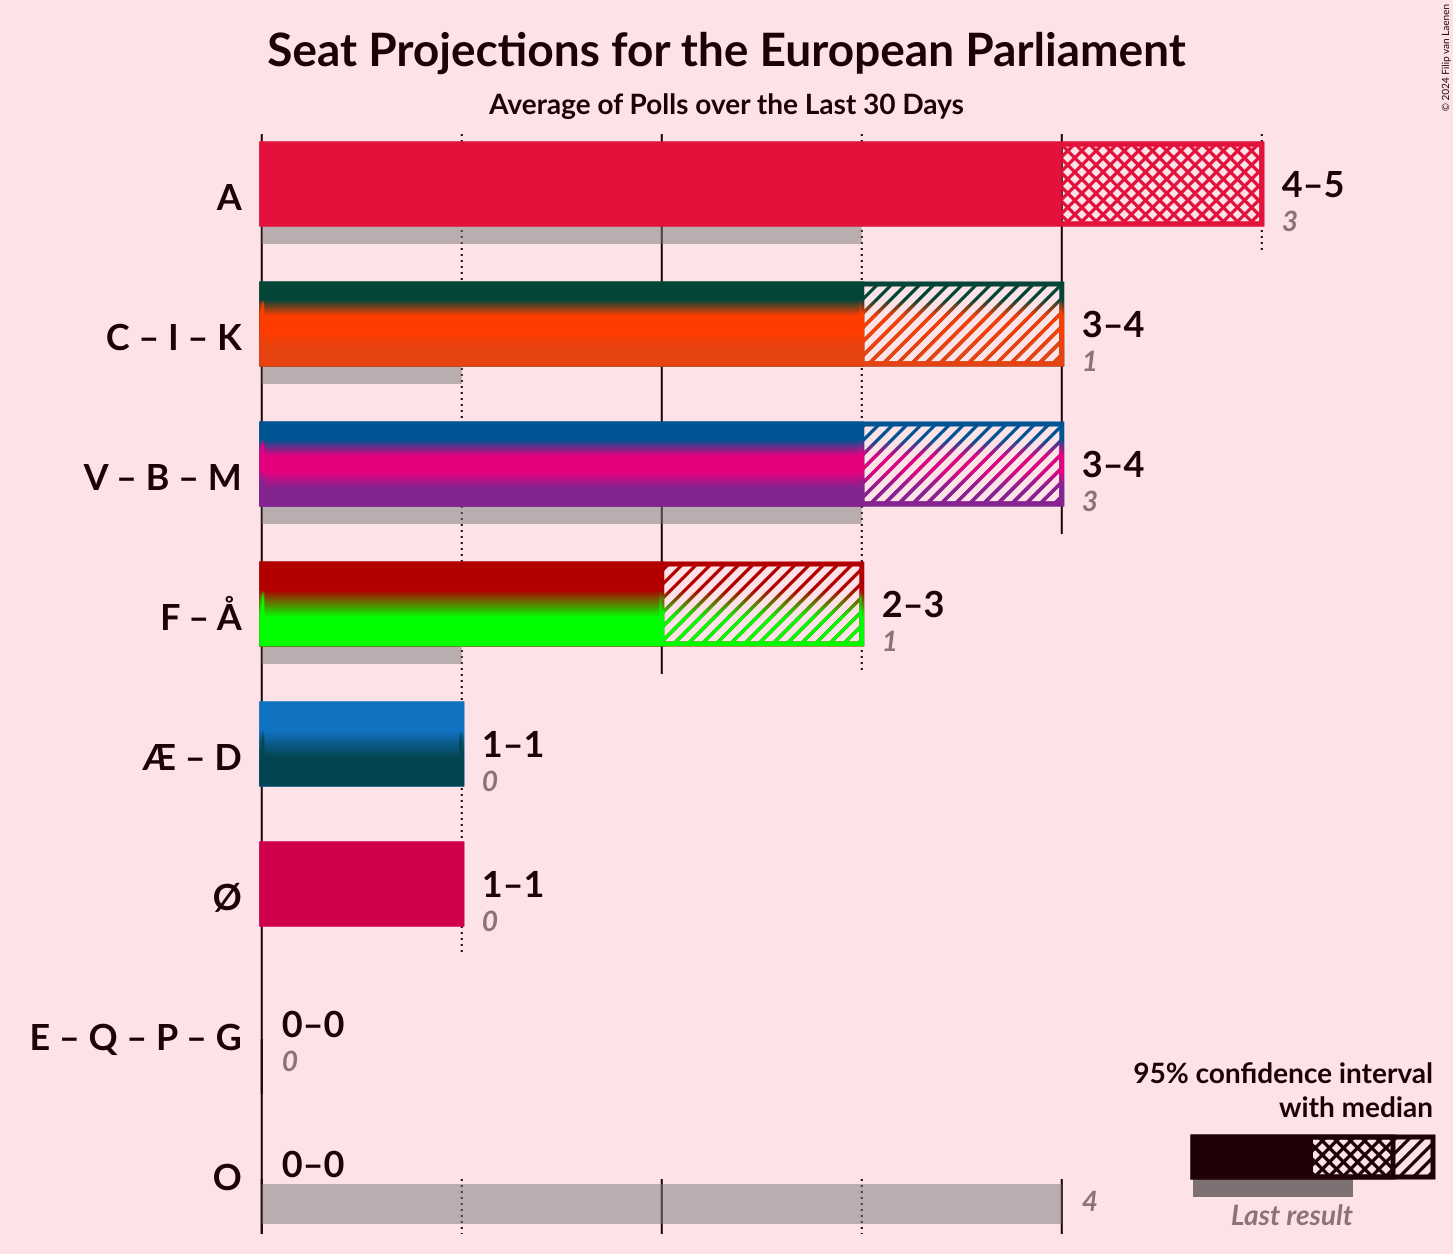 Seat Projections for the European Parliament
Average of Polls over the Last 30 Days
© 2024 Filip van Laenen
A
4–5
3
C – I – K
3–4
1
V – B – M
3–4
3
F – Å
2–3
1
Æ – D
1–1
0
Ø
1–1
0
E – Q – P – G
0–0
0
O
0–0
4
95% confidence interval
with median
Last result